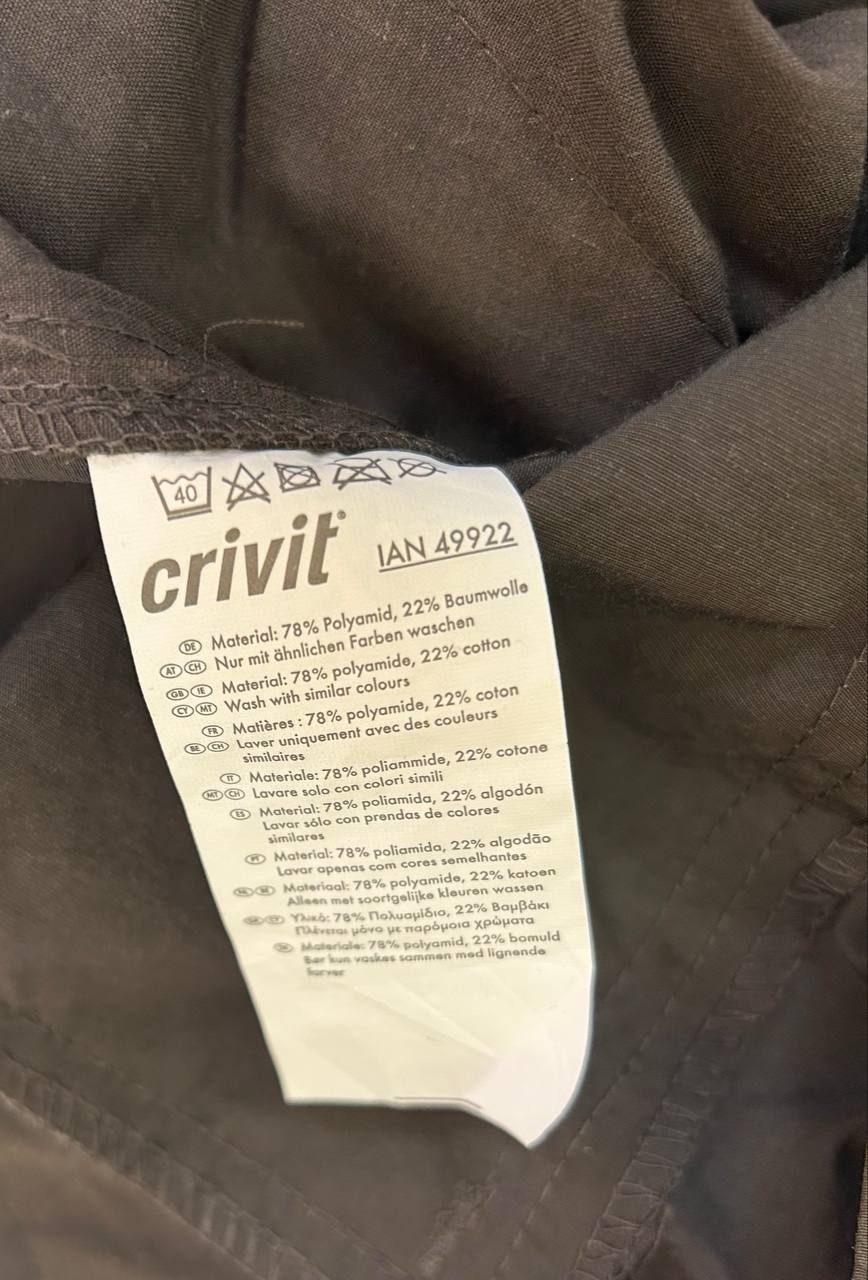 40
crivit®
IAN 49922
DE Material: 78% Polyamid, 22% Baumwolle
AT CH Nur mit ähnlichen Farben waschen
GB IE Material: 78% polyamide, 22% cotton
CY MT Wash with similar colours
FR Matières : 78% polyamide, 22% coton
BE CH Laver uniquement avec des couleurs
similaires
IT Materiale: 78% poliammide, 22% cotone
MT CH Lavare solo con colori simili
ES Material: 78% poliamida, 22% algodón
Lavar sólo con prendas de colores
similares
PT Material: 78% poliamida, 22% algodão
Lavar apenas com cores semelhantes
NL BE Materiaal: 78% polyamide, 22% katoen
Alleen met soortgelijke kleuren wassen
GR CY Υλικό: 78% Πολυαμίδιο, 22% Βαμβάκι
Πλένεται μόνο με παρόμοια χρώματα
DK Materiale: 78% polyamid, 22% bomuld
Bør kun vaskes sammen med lignende
farver